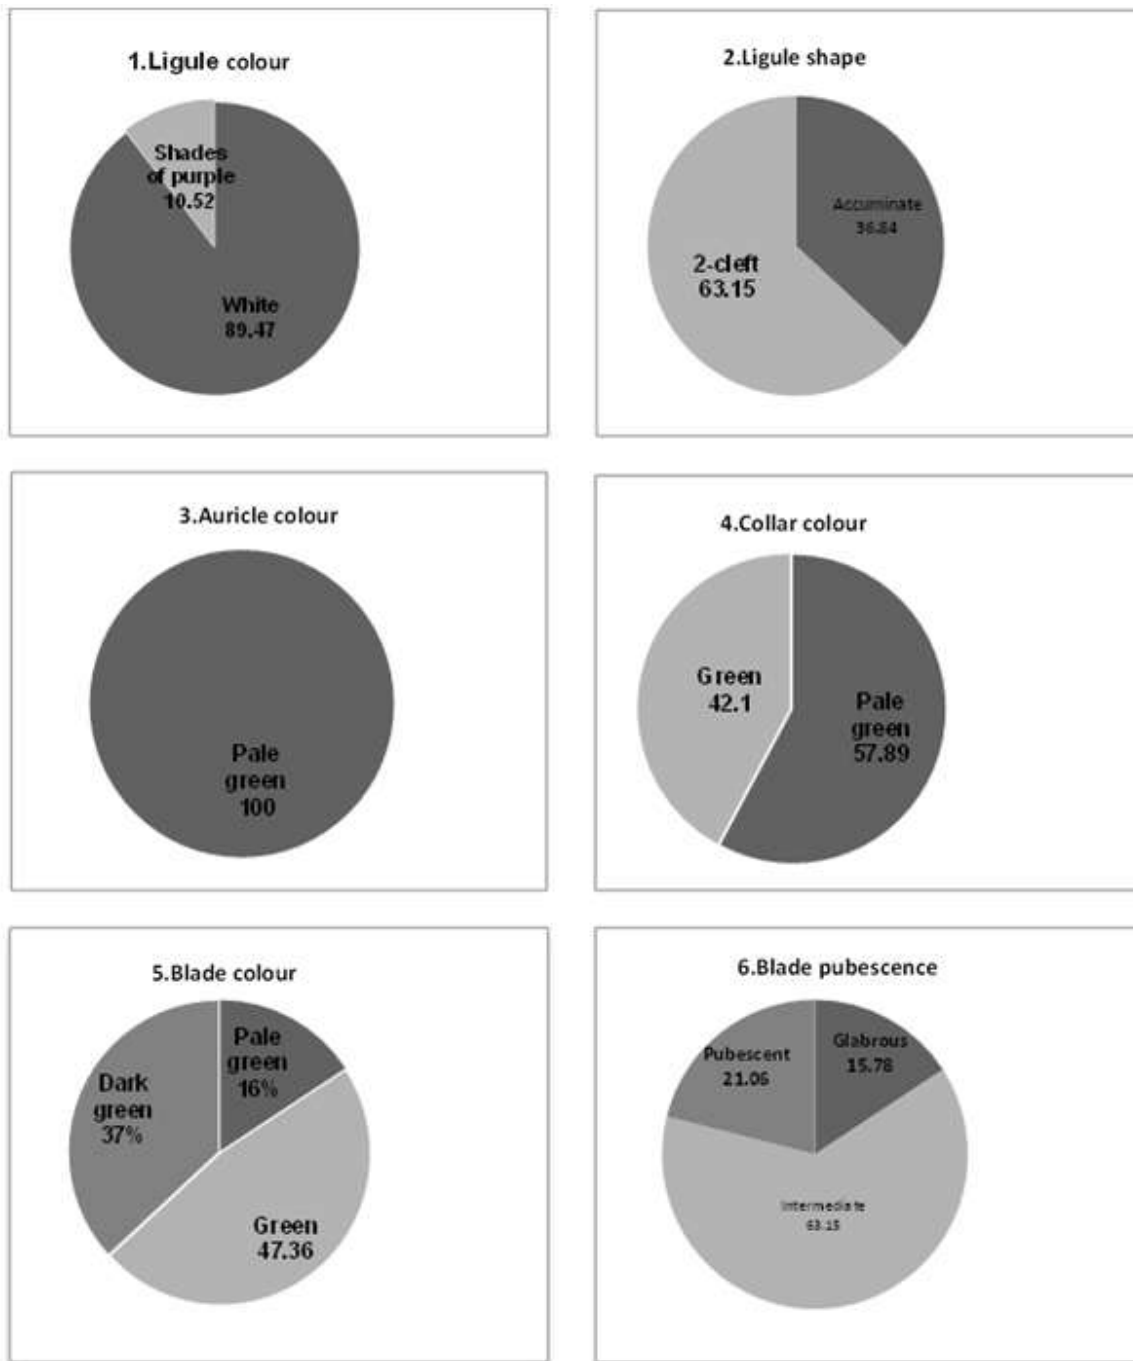 1.Ligule colour
Shades
of purple
10.52
White
89.47
2.Ligule shape
Accuminate
36.84
2-cleft
63.15
3.Auricle colour
Pale
green
100
4.Collar colour
Green
42.1
Pale
green
57.89
5.Blade colour
Pale
green
16%
Dark
green
37%
Green
47.36
6.Blade pubescence
Pubescent
21.05
Glabrous
15.78
Intermediate
63.15